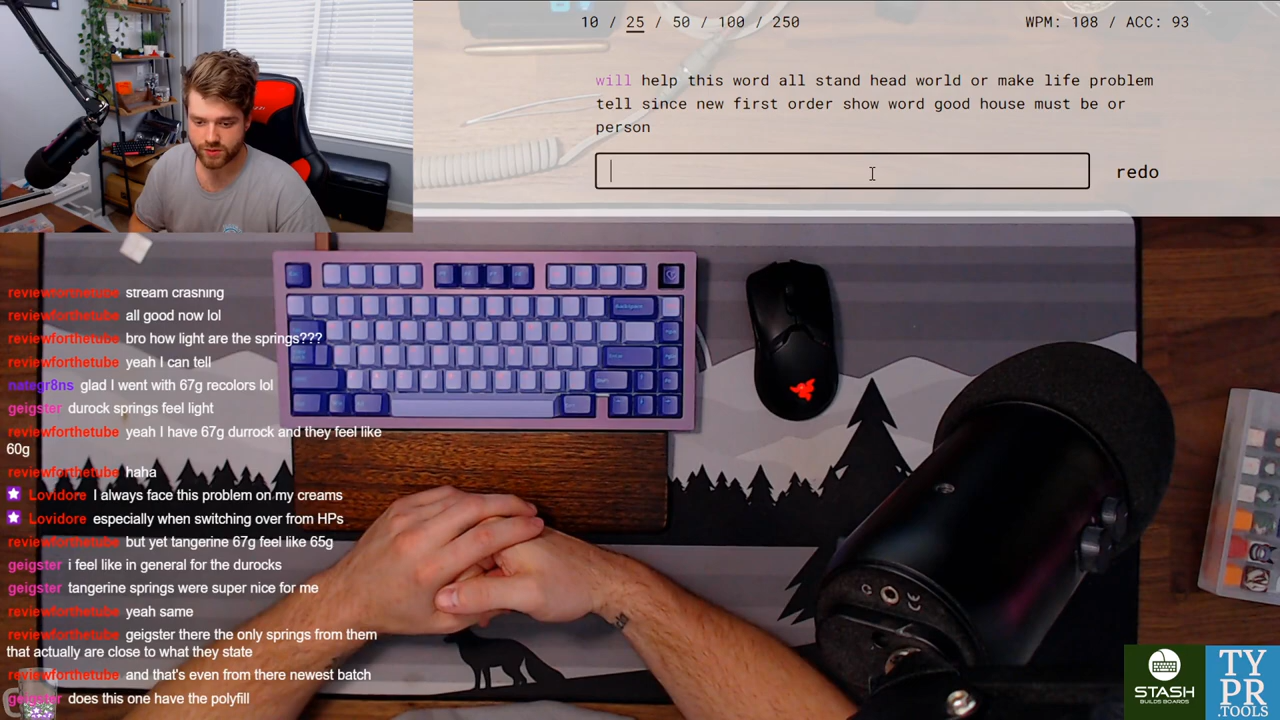 10 / 25 / 50 / 100 / 250
WPM: 108 / ACC: 93
will help this word all stand head world or make life problem
tell since new first order show word good house must be or
person
redo
reviewforthetube stream crashing
reviewforthetube all good now lol
reviewforthetube bro how light are the springs???
reviewforthetube yeah I can tell
nategr8ns glad I went with 67g recolors lol
geigster durock springs feel light
reviewforthetube yeah I have 67g durrock and they feel like
60g
reviewforthetube haha
Lovidore I always face this problem on my creams
Lovidore especially when switching over from HPs
reviewforthetube but yet tangerine 67g feel like 65g
geigster i feel like in general for the durocks
geigster tangerine springs were super nice for me
reviewforthetube yeah same
reviewforthetube geigster there the only springs from them
that actually are close to what they state
reviewforthetube and that's even from there newest batch
geigster does this one have the polyfill
STASH
BUILDS BOARDS
TY
PR
.TOOLS